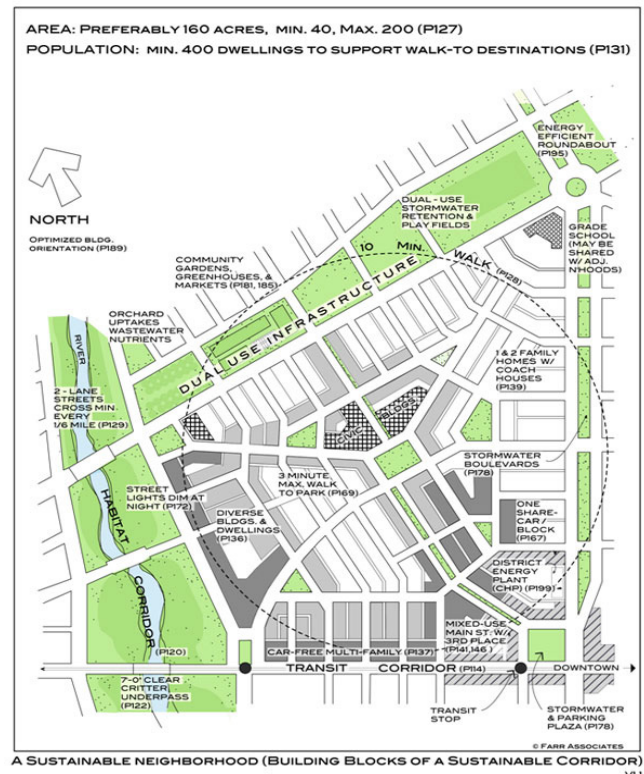 AREA: PREFERABLY 160 ACRES, MIN. 40, MAX. 200 (P127)
POPULATION: MIN. 400 DWELLINGS TO SUPPORT WALK-TO DESTINATIONS (P131)
ENERGY
EFFICIENT
ROUNDABOUT
(P195)
NORTH
OPTIMIZED BLDG.
ORIENTATION (P189)
DUAL - USE
STORMWATER
RETENTION &
PLAY FIELDS
GRADE
SCHOOL
(MAY BE
SHARED
W/ ADJ.
N'HOODS)
COMMUNITY
GARDENS,
GREENHOUSES, &
MARKETS (P181, 185)
10 MIN. WALK (P128)
DUAL USE INFRASTRUCTURE
ORCHARD
UPTAKES
WASTEWATER
NUTRIENTS
RIVER
1 & 2 FAMILY
HOMES W/
COACH
HOUSES
(P139)
2 - LANE
STREETS
CROSS MIN.
EVERY
1/6 MILE (P129)
CIVIC BLDGS.
STORMWATER
BOULEVARDS
(P178)
STREET
LIGHTS DIM AT
NIGHT (P172)
3 MINUTE
MAX. WALK
TO PARK (P169)
HABITAT CORRIDOR (P120)
DIVERSE
BLDGS. &
DWELLINGS
(P136)
ONE
SHARE-
CAR /
BLOCK
(P167)
DISTRICT
ENERGY
PLANT
(CHP) (P199)
MIXED-USE
MAIN ST. W/
3RD PLACE
(P141,146)
CAR-FREE MULTI-FAMILY (P137)
TRANSIT CORRIDOR (P114)
DOWNTOWN
7'-0" CLEAR
CRITTER
UNDERPASS
(P122)
TRANSIT
STOP
STORMWATER
& PARKING
PLAZA (P178)
© FARR ASSOCIATES
A SUSTAINABLE NEIGHBORHOOD (BUILDING BLOCKS OF A SUSTAINABLE CORRIDOR)